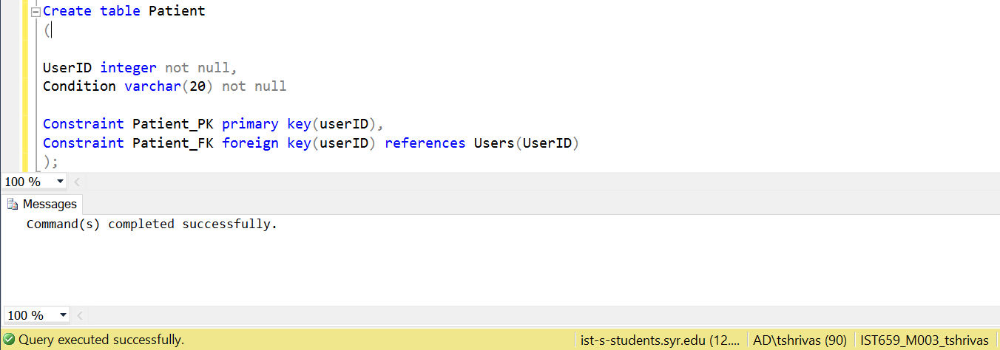 Create table Patient
(
UserID integer not null,
Condition varchar(20) not null
Constraint Patient_PK primary key(userID),
Constraint Patient_FK foreign key(userID) references Users(UserID)
);
100 %
Messages
Command(s) completed successfully.
100 %
Query executed successfully. ist-s-students.syr.edu (12.... AD\tshrivas (90) IST659_M003_tshrivas